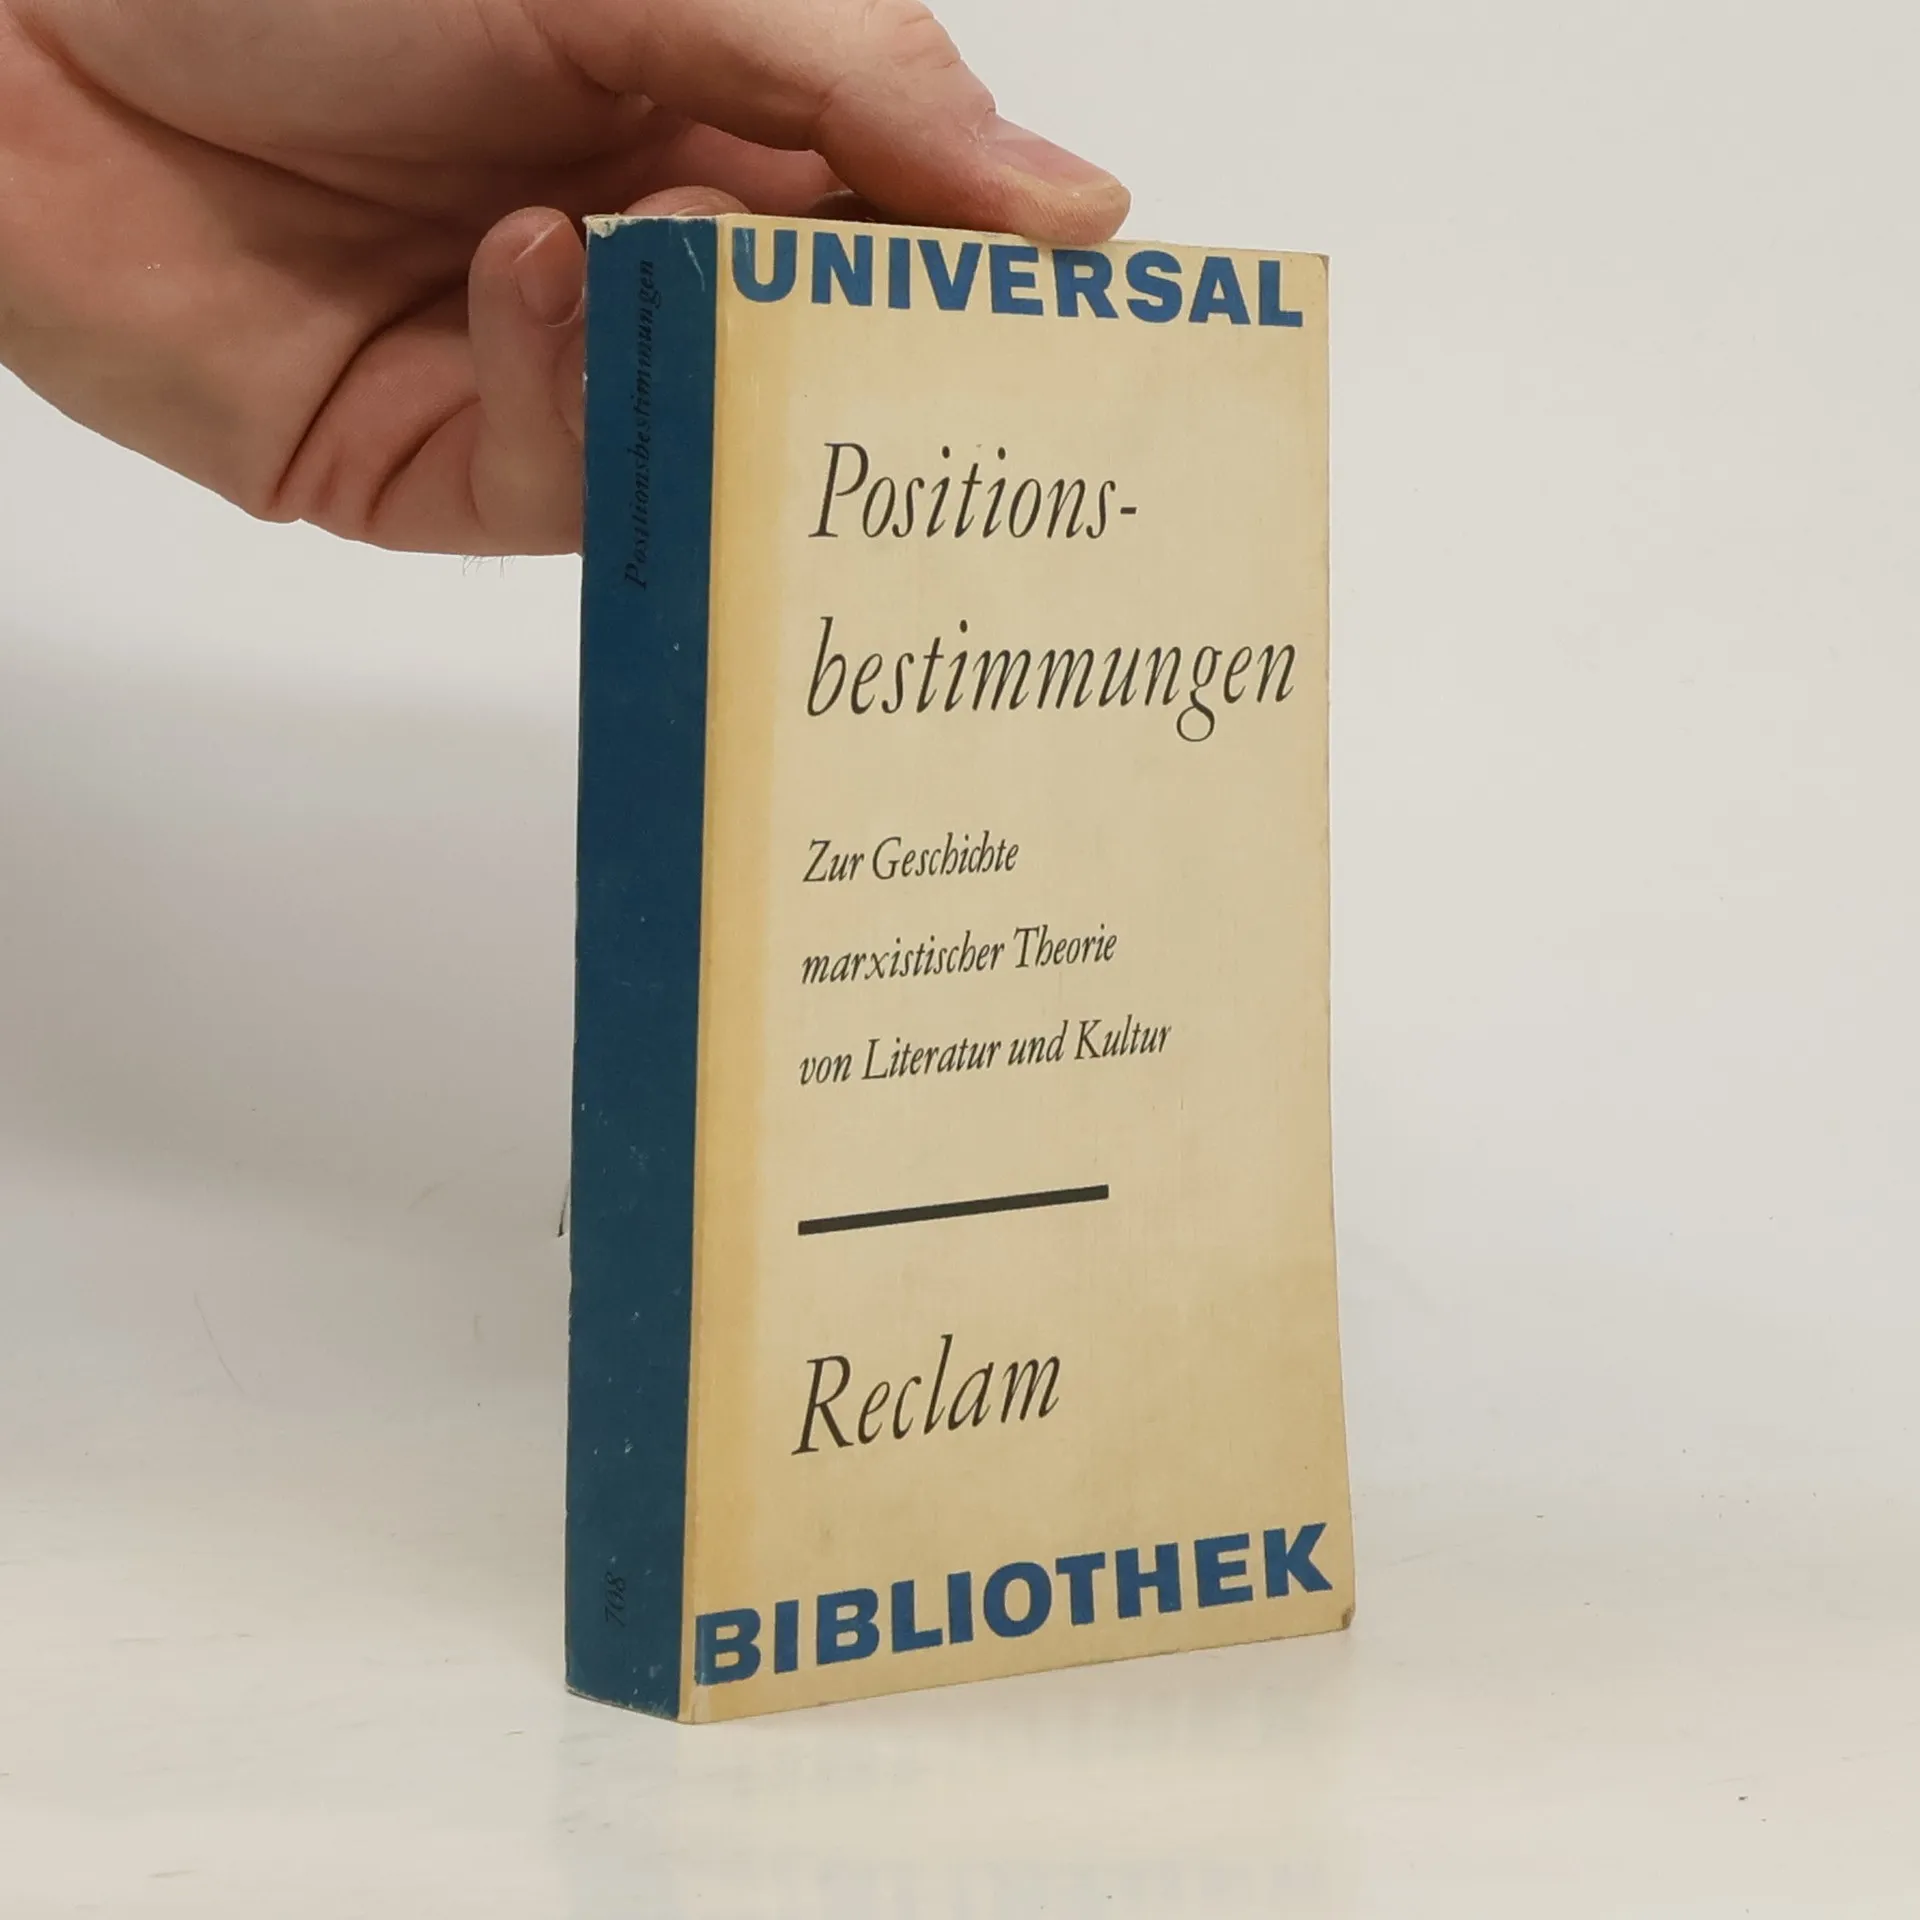 Positionsbestimmungen
708
UNIVERSAL
Positions-
bestimmungen
Zur Geschichte
marxistischer Theorie
von Literatur und Kultur
Reclam
BIBLIOTHEK